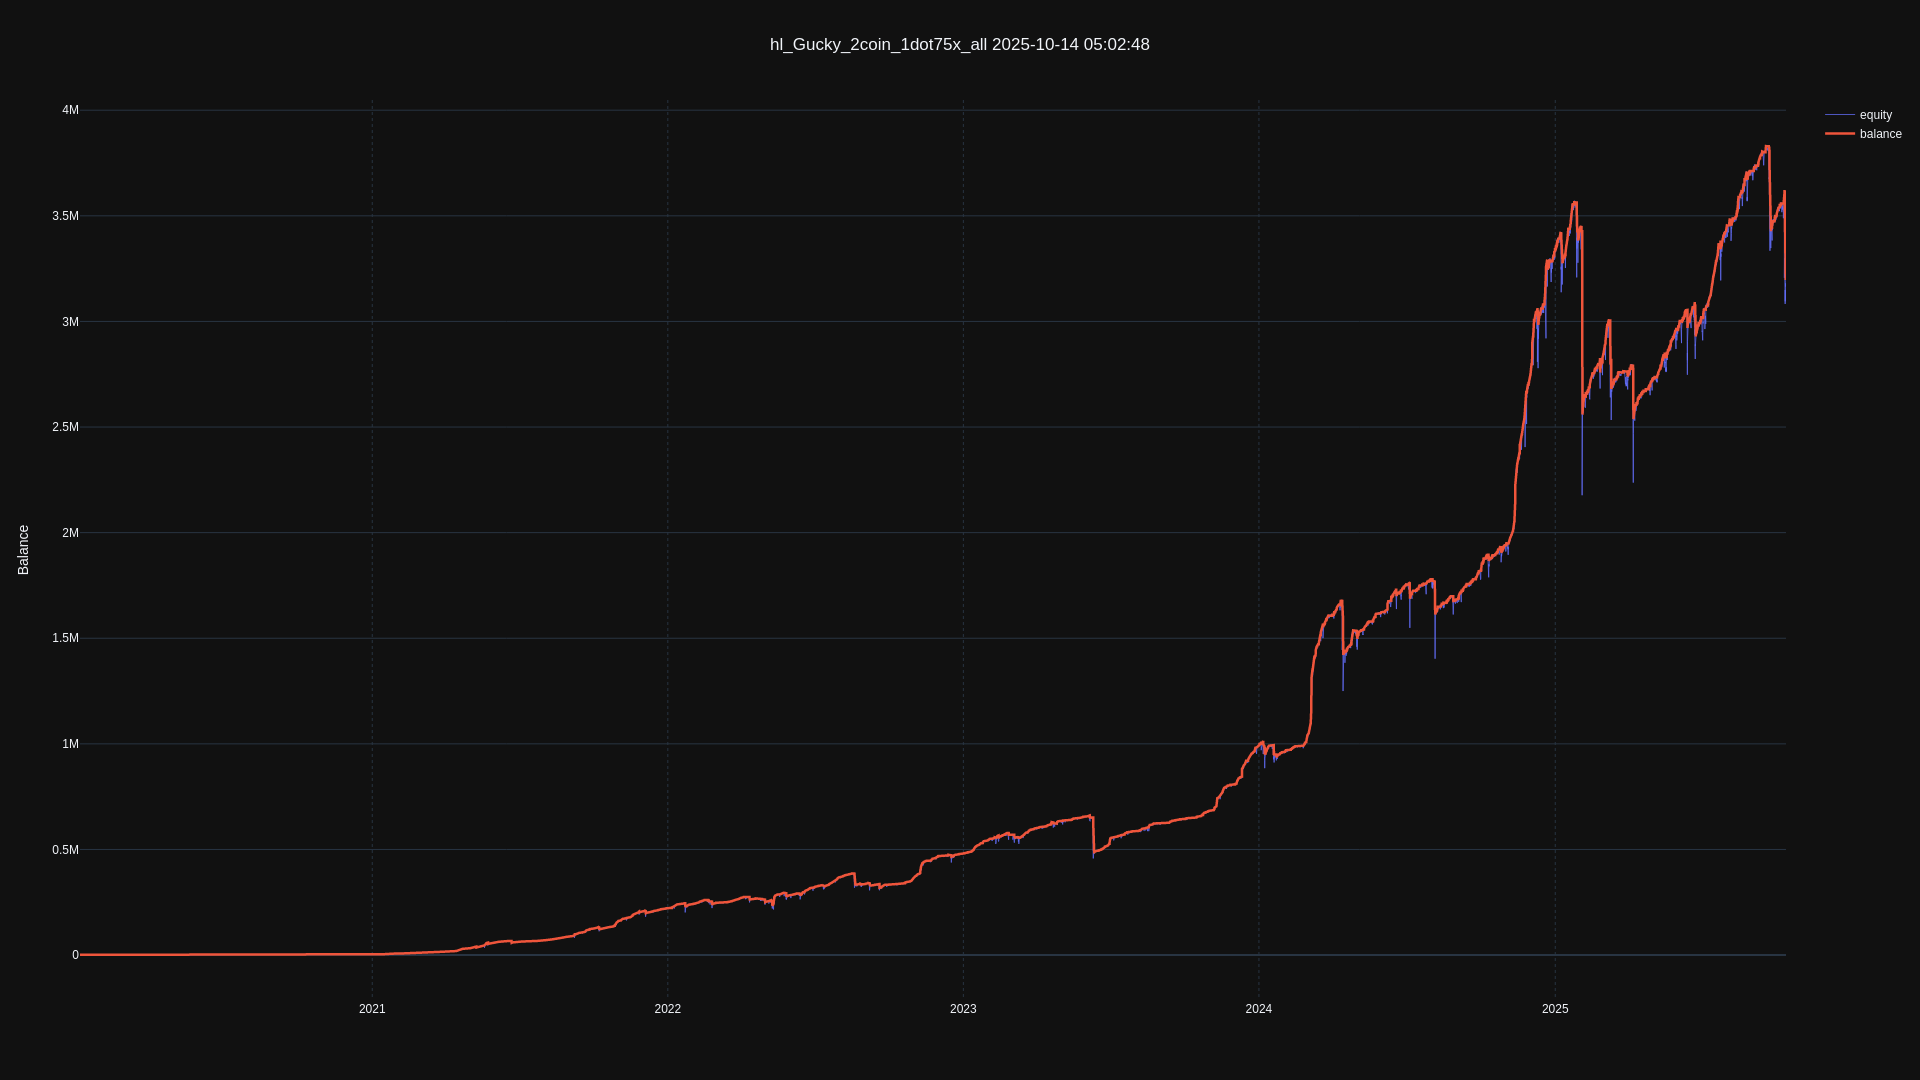 hl_Gucky_2coin_1dot75x_all 2025-10-14 05:02:48
4M
3.5M
3M
2.5M
2M
1.5M
1M
0.5M
0
Balance
2021
2022
2023
2024
2025
equity
balance